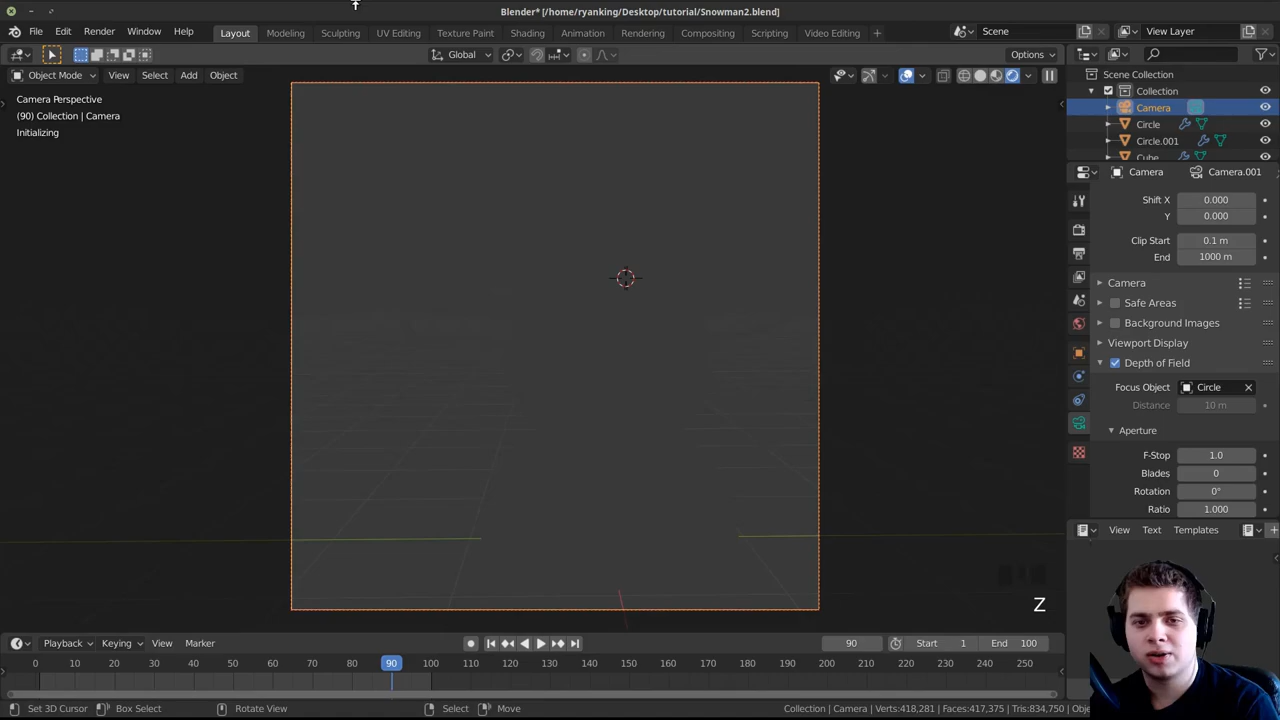 Blender* [/home/ryanking/Desktop/tutorial/Snowman2.blend]
File Edit Render Window Help Layout Modeling Sculpting UV Editing Texture Paint Shading Animation Rendering Compositing Scripting Video Editing + Scene View Layer
Global Options
Object Mode View Select Add Object
Camera Perspective
(90) Collection | Camera
Initializing
Scene Collection
Collection
Camera
Circle
Circle.001
Cube
Camera Camera.001
Shift X 0.000
Y 0.000
Clip Start 0.1 m
End 1000 m
Camera
Safe Areas
Background Images
Viewport Display
Depth of Field
Focus Object Circle
Distance 10 m
Aperture
F-Stop 1.0
Blades 0
Rotation 0°
Ratio 1.000
View Text Templates
Z
Playback Keying View Marker 90 Start 1 End 100
0 10 20 30 40 50 60 70 80 90 100 110 120 130 140 150 160 170 180 190 200 210 220 230 240 250
Set 3D Cursor Box Select Rotate View Select Move Collection | Camera | Verts:418,281 | Faces:417,375 | Tris:834,750 | Objects